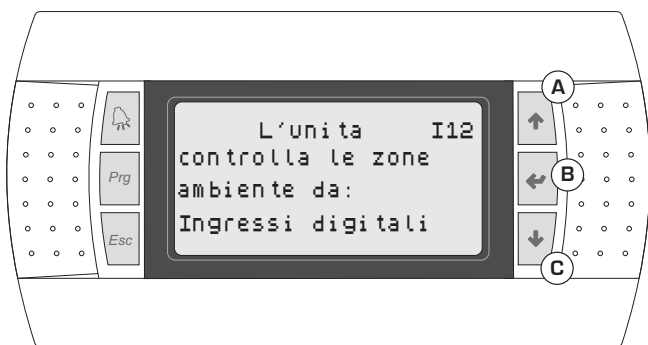 A
L'unita I12
controlla le zone
Prg
B
ambiente da:
Ingressi digitali
Esc
C